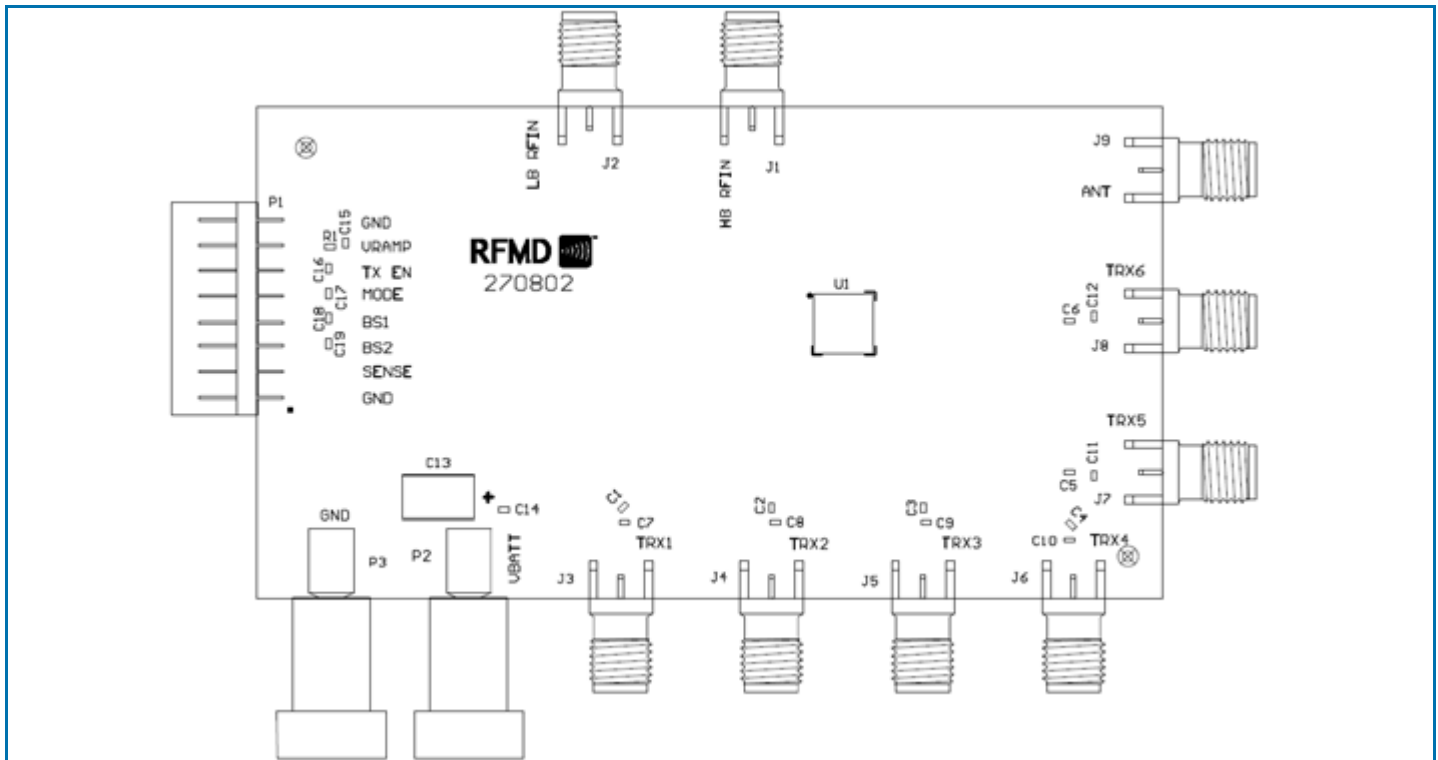 LB RFIN
J2
HB RFIN
J1
J9
ANT
P1
GND
R1
C15
VRAMP
C16
TX EN
C17
MODE
C18
BS1
C19
BS2
SENSE
GND
RFMD
270802
U1
TRX6
C6
C12
J8
TRX5
C11
C5
J7
C13
C14
GND
P3
P2
VBATT
C1
C7
TRX1
J3
C2
C8
TRX2
J4
C3
C9
TRX3
J5
C4
C10
TRX4
J6